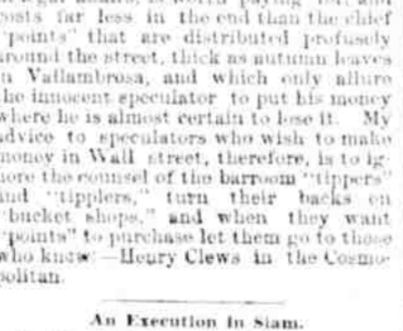 costs far less in the end than the chief
"points" that are distributed profusely
around the street, thick as autumn leaves
in Vallambrosa, and which only allure
the innocent speculator to put his money
where he is almost certain to lose it. My
advice to speculators who wish to make
money in Wall street, therefore, is to ig-
nore the counsel of the barroom "tippers"
and "tipplers," turn their backs on
"bucket shops," and when they want
"points" to purchase let them go to those
who know.—Henry Clews in the Cosmo-
politan.
An Execution in Siam.